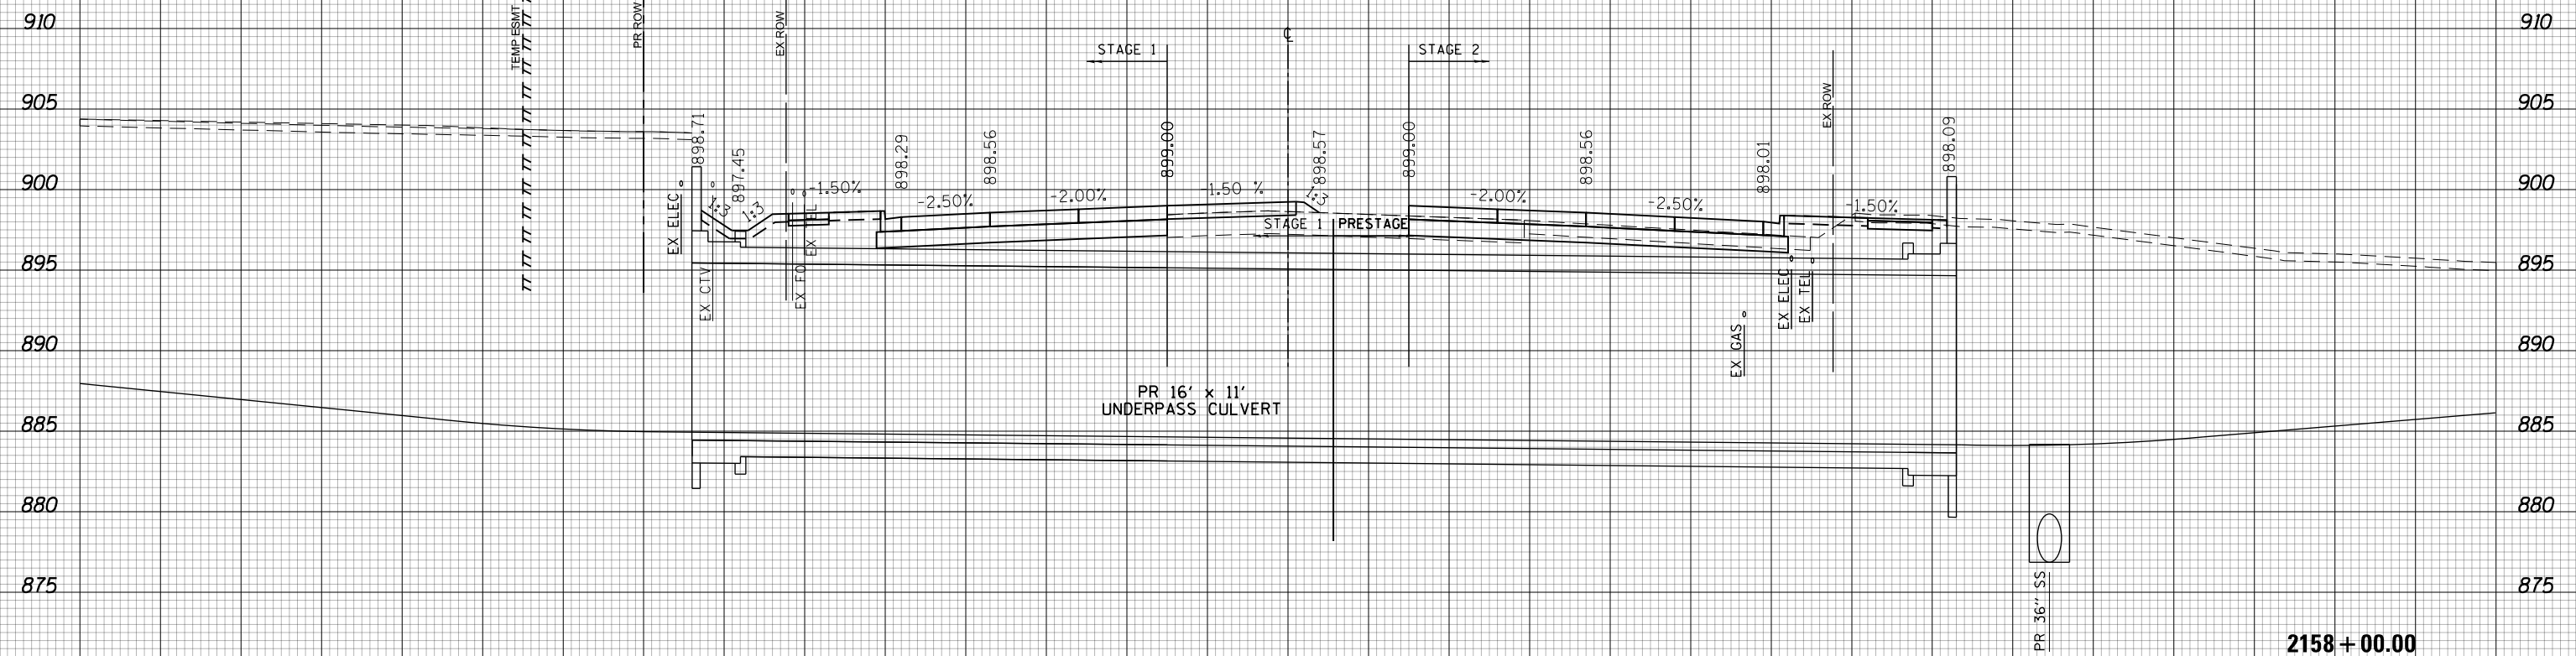 TEMP ESMT
PR ROW
EX ROW
℄
STAGE 1
STAGE 2
EX ROW
910
910
905
905
900
900
895
895
890
890
885
885
880
880
875
875
898.71
897.45
898.29
898.56
899.00
898.57
899.00
898.56
898.01
898.09
1:3
1:3
-1.50%
-2.50%
-2.00%
-1.50 %
1:3
-2.00%
-2.50%
-1.50%
STAGE 1
PRESTAGE
EX ELEC
EX CTV
EX FO
EX TEL
EX GAS
EX ELEC
EX TEL
PR 16' x 11'
UNDERPASS CULVERT
PR 36" SS
2158+00.00